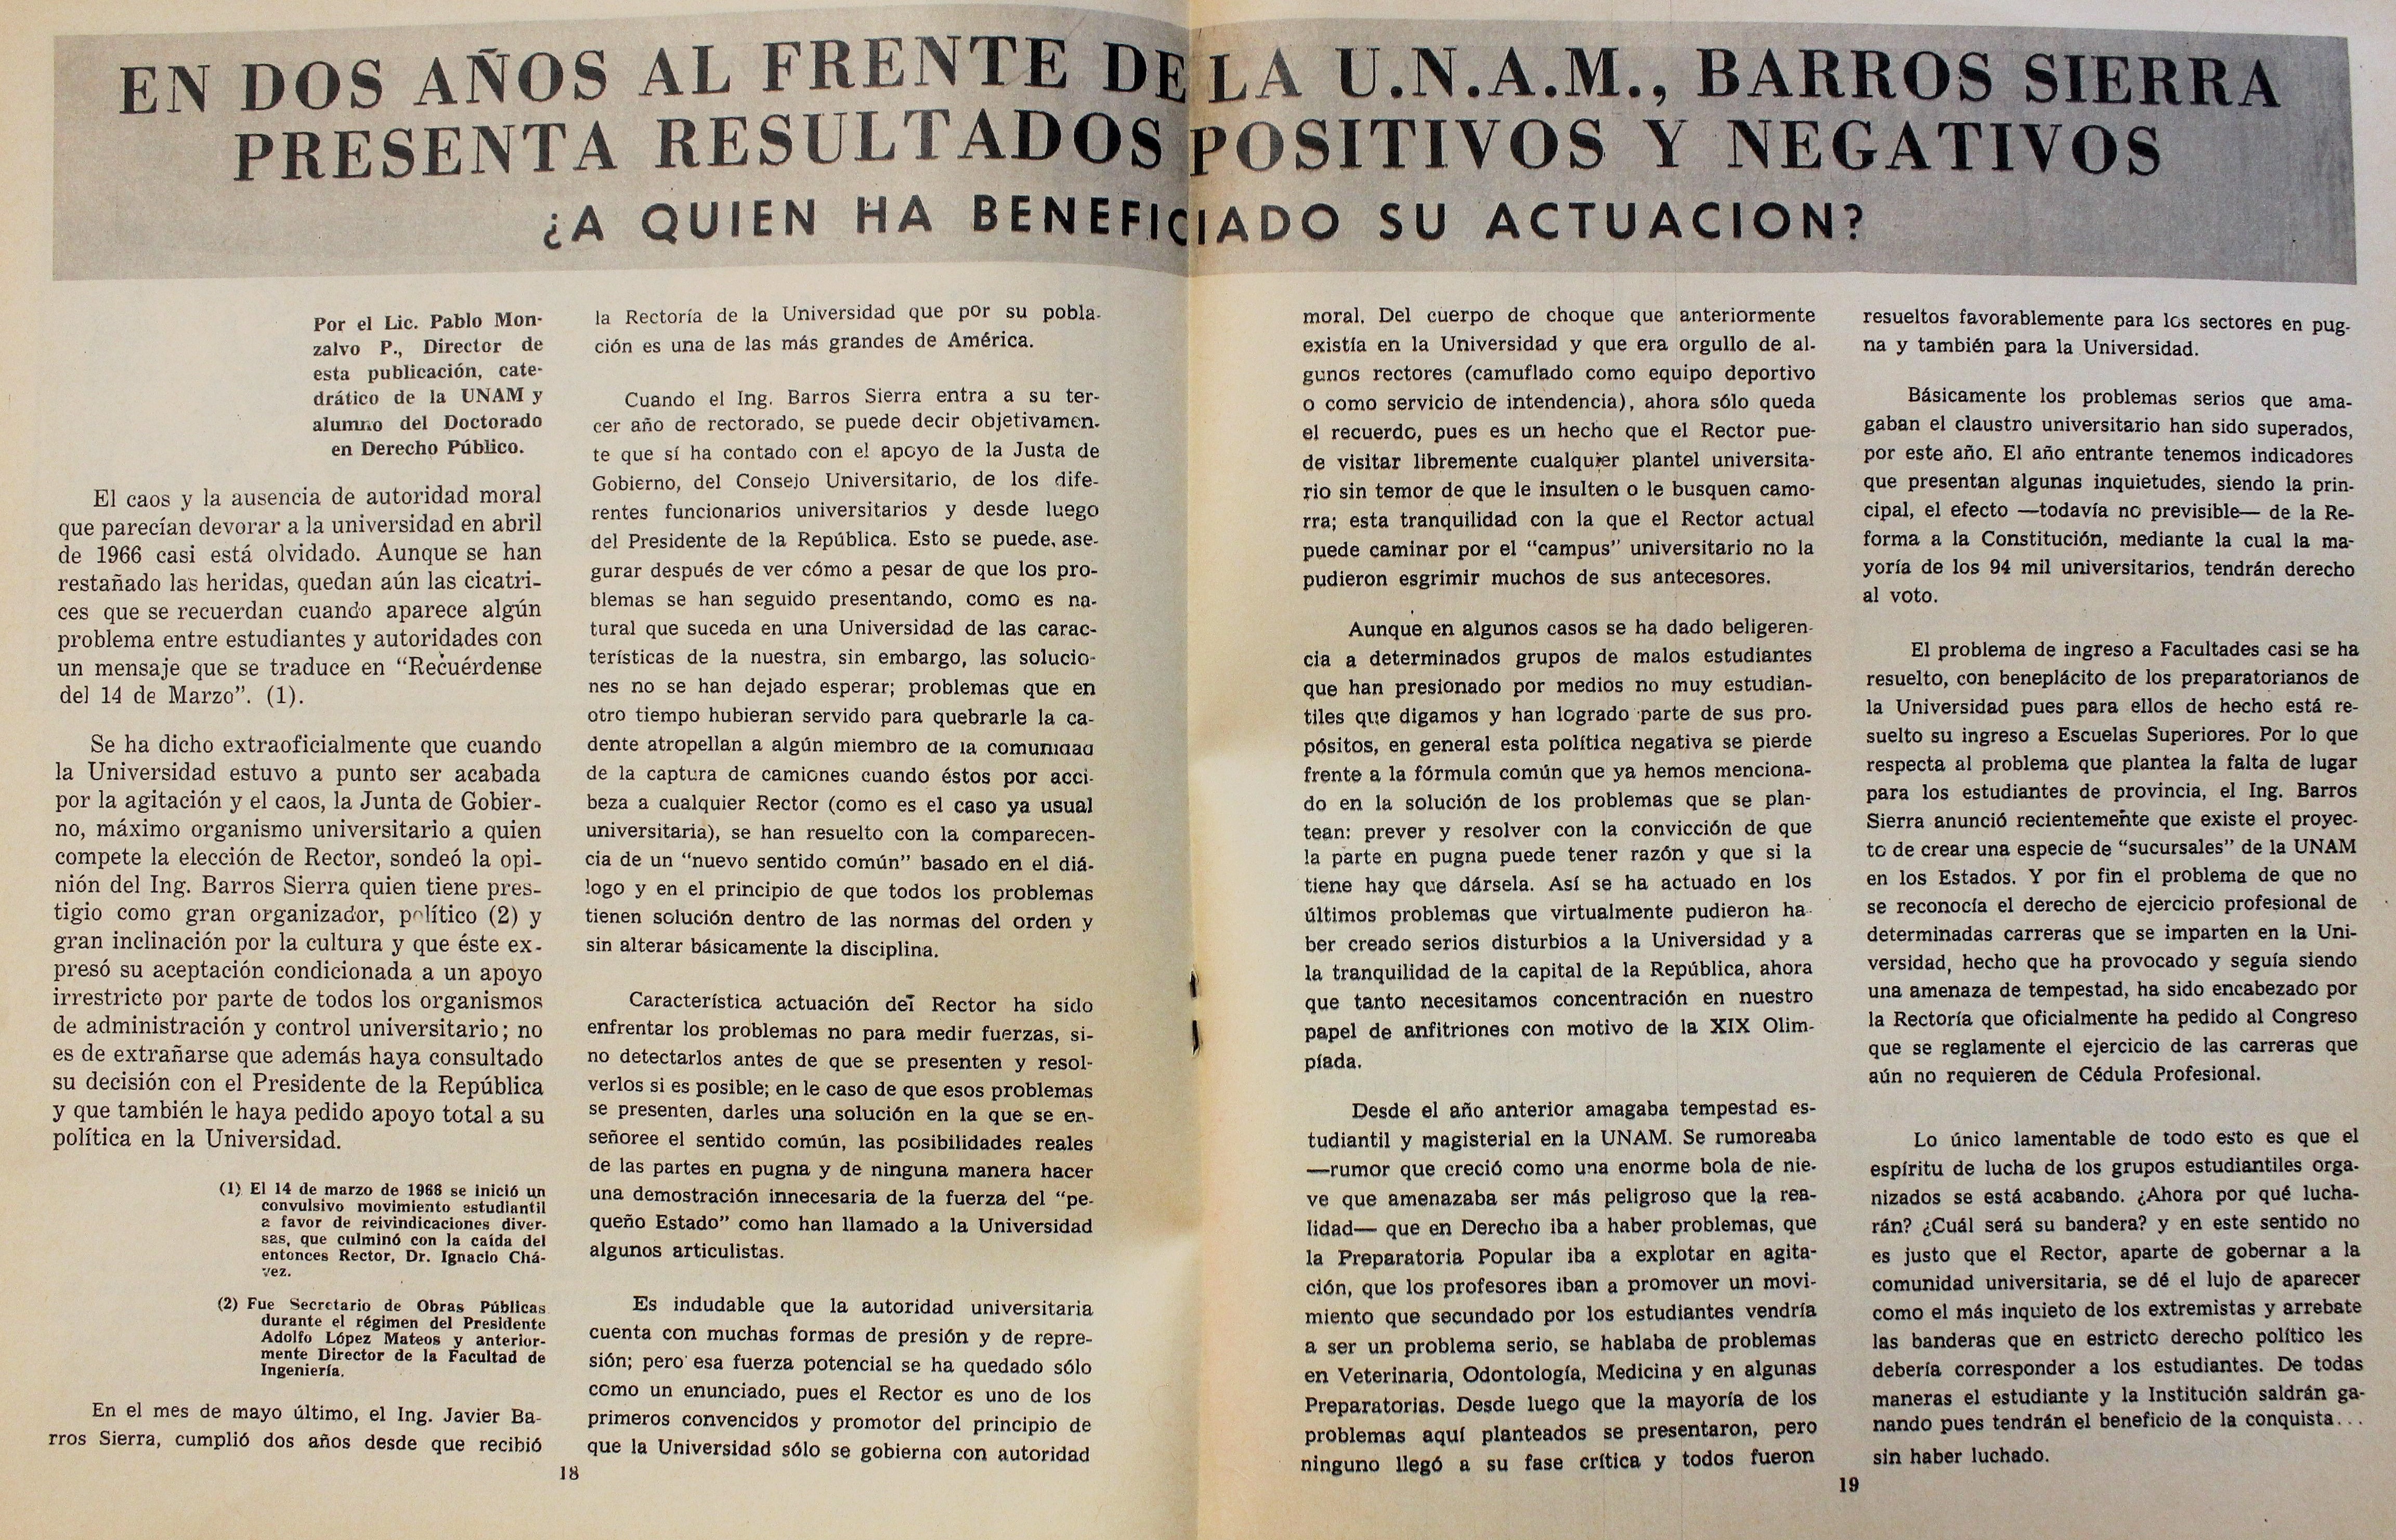 EN DOS AÑOS AL FRENTE DE LA U.N.A.M., BARROS SIERRA
PRESENTA RESULTADOS POSITIVOS Y NEGATIVOS
¿A QUIEN HA BENEFICIADO SU ACTUACION?
Por el Lic. Pablo Mon-
zalvo P., Director de
esta publicación, cate-
drático de la UNAM y
alumno del Doctorado
en Derecho Público.
El caos y la ausencia de autoridad moral
que parecían devorar a la universidad en abril
de 1966 casi está olvidado. Aunque se han
restañado las heridas, quedan aún las cicatri-
ces que se recuerdan cuando aparece algún
problema entre estudiantes y autoridades con
un mensaje que se traduce en “Recuérdense
del 14 de Marzo”. (1).
Se ha dicho extraoficialmente que cuando
la Universidad estuvo a punto ser acabada
por la agitación y el caos, la Junta de Gobier-
no, máximo organismo universitario a quien
compete la elección de Rector, sondeó la opi-
nión del Ing. Barros Sierra quien tiene pres-
tigio como gran organizador, político (2) y
gran inclinación por la cultura y que éste ex-
presó su aceptación condicionada a un apoyo
irrestricto por parte de todos los organismos
de administración y control universitario; no
es de extrañarse que además haya consultado
su decisión con el Presidente de la República
y que también le haya pedido apoyo total a su
política en la Universidad.
(1) El 14 de marzo de 1966 se inició un
convulsivo movimiento estudiantil
a favor de reivindicaciones diver-
sas, que culminó con la caída del
entonces Rector, Dr. Ignacio Chá-
vez.
(2) Fue Secretario de Obras Públicas
durante el régimen del Presidente
Adolfo López Mateos y anterior-
mente Director de la Facultad de
Ingeniería.
En el mes de mayo último, el Ing. Javier Ba-
rros Sierra, cumplió dos años desde que recibió
18
la Rectoría de la Universidad que por su pobla-
ción es una de las más grandes de América.
Cuando el Ing. Barros Sierra entra a su ter-
cer año de rectorado, se puede decir objetivamen-
te que sí ha contado con el apoyo de la Justa de
Gobierno, del Consejo Universitario, de los dife-
rentes funcionarios universitarios y desde luego
del Presidente de la República. Esto se puede, ase-
gurar después de ver cómo a pesar de que los pro-
blemas se han seguido presentando, como es na-
tural que suceda en una Universidad de las carac-
terísticas de la nuestra, sin embargo, las solucio-
nes no se han dejado esperar; problemas que en
otro tiempo hubieran servido para quebrarle la ca-
dente atropellan a algún miembro de la comunidad
de la captura de camiones cuando éstos por acci-
beza a cualquier Rector (como es el caso ya usual
universitaria), se han resuelto con la comparecen-
cia de un “nuevo sentido común” basado en el diá-
logo y en el principio de que todos los problemas
tienen solución dentro de las normas del orden y
sin alterar básicamente la disciplina.
Característica actuación del Rector ha sido
enfrentar los problemas no para medir fuerzas, si-
no detectarlos antes de que se presenten y resol-
verlos si es posible; en le caso de que esos problemas
se presenten, darles una solución en la que se en-
señoree el sentido común, las posibilidades reales
de las partes en pugna y de ninguna manera hacer
una demostración innecesaria de la fuerza del “pe-
queño Estado” como han llamado a la Universidad
algunos articulistas.
Es indudable que la autoridad universitaria
cuenta con muchas formas de presión y de repre-
sión; pero esa fuerza potencial se ha quedado sólo
como un enunciado, pues el Rector es uno de los
primeros convencidos y promotor del principio de
que la Universidad sólo se gobierna con autoridad
moral. Del cuerpo de choque que anteriormente
existía en la Universidad y que era orgullo de al-
gunos rectores (camuflado como equipo deportivo
o como servicio de intendencia), ahora sólo queda
el recuerdo, pues es un hecho que el Rector pue-
de visitar libremente cualquier plantel universita-
rio sin temor de que le insulten o le busquen camo-
rra; esta tranquilidad con la que el Rector actual
puede caminar por el “campus” universitario no la
pudieron esgrimir muchos de sus antecesores.
Aunque en algunos casos se ha dado beligeren-
cia a determinados grupos de malos estudiantes
que han presionado por medios no muy estudian-
tiles que digamos y han logrado parte de sus pro-
pósitos, en general esta política negativa se pierde
frente a la fórmula común que ya hemos menciona-
do en la solución de los problemas que se plan-
tean: prever y resolver con la convicción de que
la parte en pugna puede tener razón y que si la
tiene hay que dársela. Así se ha actuado en los
últimos problemas que virtualmente pudieron ha-
ber creado serios disturbios a la Universidad y a
la tranquilidad de la capital de la República, ahora
que tanto necesitamos concentración en nuestro
papel de anfitriones con motivo de la XIX Olim-
píada.
Desde el año anterior amagaba tempestad es-
tudiantil y magisterial en la UNAM. Se rumoreaba
—rumor que creció como una enorme bola de nie-
ve que amenazaba ser más peligroso que la rea-
lidad— que en Derecho iba a haber problemas, que
la Preparatoria Popular iba a explotar en agita-
ción, que los profesores iban a promover un movi-
miento que secundado por los estudiantes vendría
a ser un problema serio, se hablaba de problemas
en Veterinaria, Odontología, Medicina y en algunas
Preparatorias. Desde luego que la mayoría de los
problemas aquí planteados se presentaron, pero
ninguno llegó a su fase crítica y todos fueron
resueltos favorablemente para los sectores en pug-
na y también para la Universidad.
Básicamente los problemas serios que ama-
gaban el claustro universitario han sido superados,
por este año. El año entrante tenemos indicadores
que presentan algunas inquietudes, siendo la prin-
cipal, el efecto —todavía no previsible— de la Re-
forma a la Constitución, mediante la cual la ma-
yoría de los 94 mil universitarios, tendrán derecho
al voto.
El problema de ingreso a Facultades casi se ha
resuelto, con beneplácito de los preparatorianos de
la Universidad pues para ellos de hecho está re-
suelto su ingreso a Escuelas Superiores. Por lo que
respecta al problema que plantea la falta de lugar
para los estudiantes de provincia, el Ing. Barros
Sierra anunció recientemente que existe el proyec-
to de crear una especie de “sucursales” de la UNAM
en los Estados. Y por fin el problema de que no
se reconocía el derecho de ejercicio profesional de
determinadas carreras que se imparten en la Uni-
versidad, hecho que ha provocado y seguía siendo
una amenaza de tempestad, ha sido encabezado por
la Rectoría que oficialmente ha pedido al Congreso
que se reglamente el ejercicio de las carreras que
aún no requieren de Cédula Profesional.
Lo único lamentable de todo esto es que el
espíritu de lucha de los grupos estudiantiles orga-
nizados se está acabando. ¿Ahora por qué lucha-
rán? ¿Cuál será su bandera? y en este sentido no
es justo que el Rector, aparte de gobernar a la
comunidad universitaria, se dé el lujo de aparecer
como el más inquieto de los extremistas y arrebate
las banderas que en estricto derecho político les
debería corresponder a los estudiantes. De todas
maneras el estudiante y la Institución saldrán ga-
nando pues tendrán el beneficio de la conquista...
sin haber luchado.
19